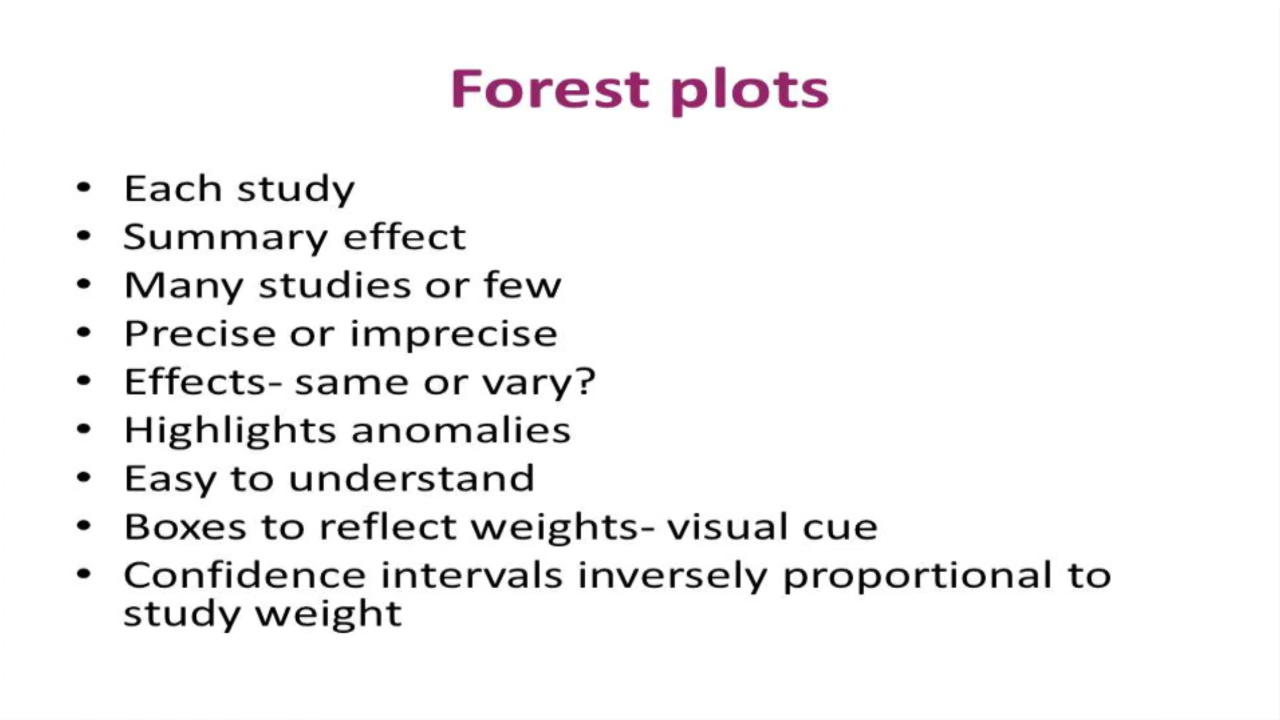 Forest plots
• Each study
• Summary effect
• Many studies or few
• Precise or imprecise
• Effects- same or vary?
• Highlights anomalies
• Easy to understand
• Boxes to reflect weights- visual cue
• Confidence intervals inversely proportional to
study weight